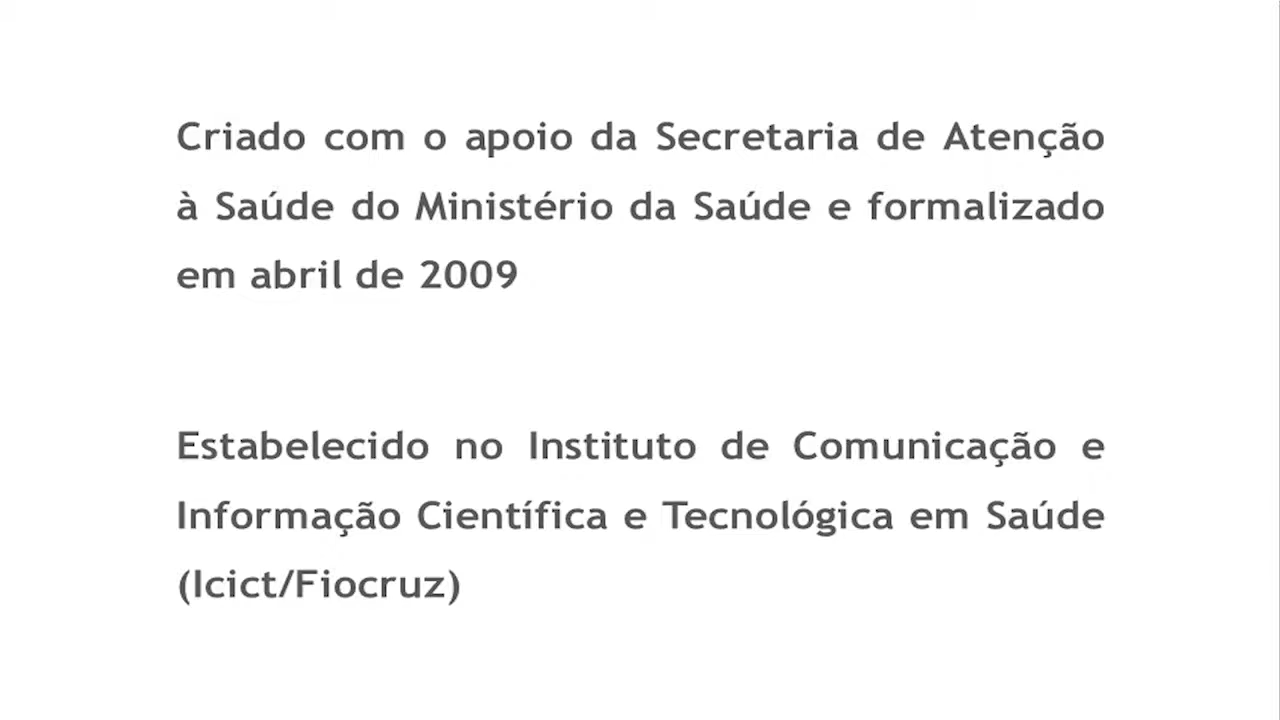 Criado com o apoio da Secretaria de Atenção
à Saúde do Ministério da Saúde e formalizado
em abril de 2009
Estabelecido no Instituto de Comunicação e
Informação Científica e Tecnológica em Saúde
(Icict/Fiocruz)